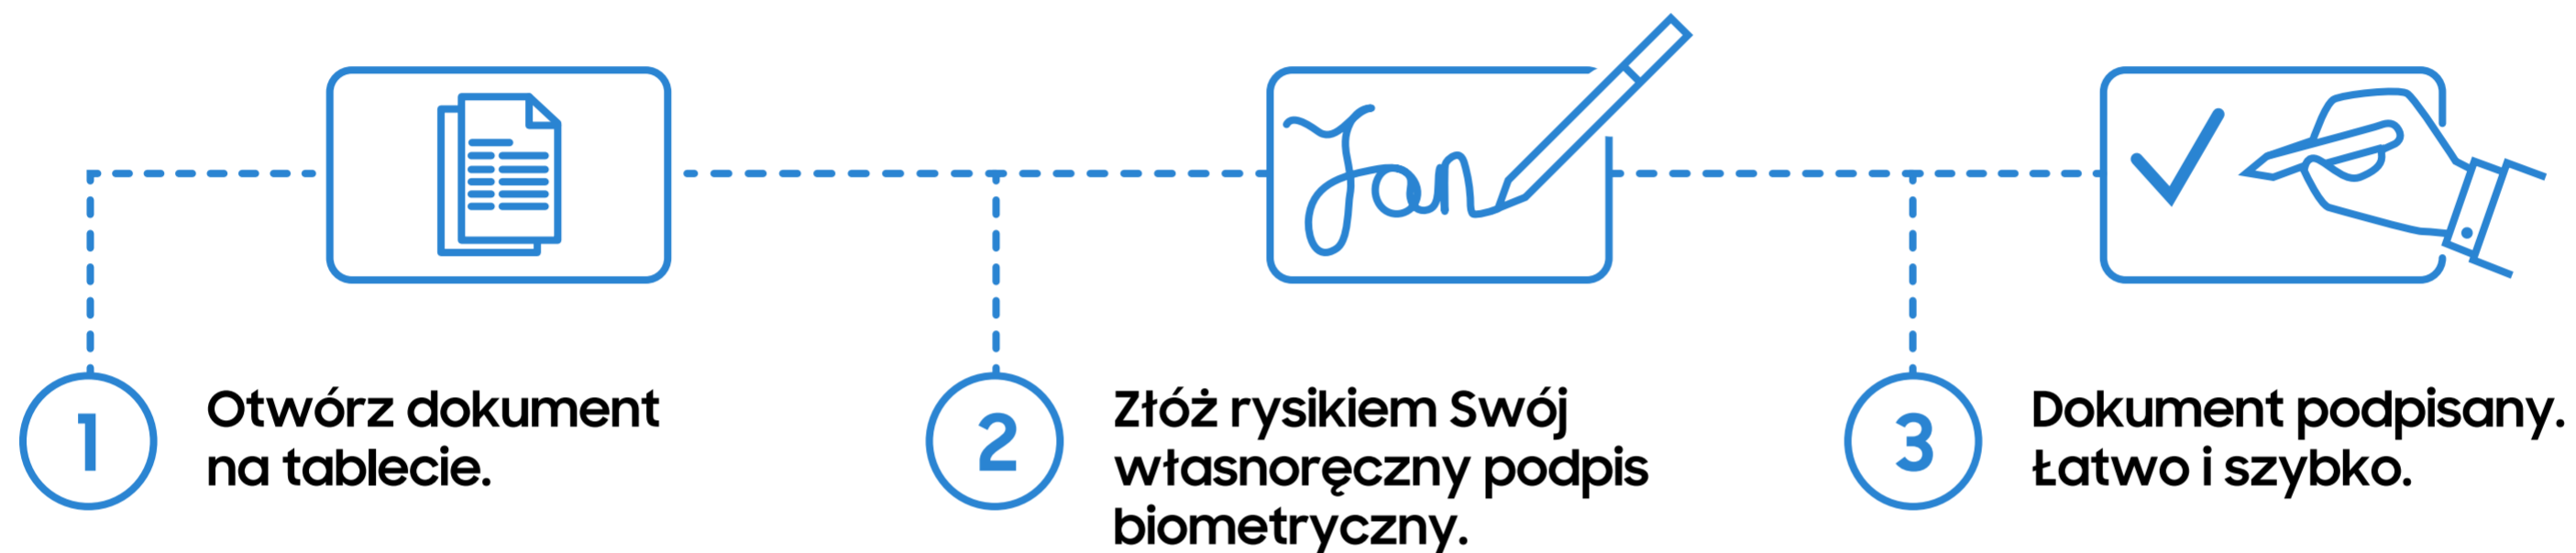 Jan
1
Otwórz dokument
na tablecie.
2
Złóż rysikiem Swój
własnoręczny podpis
biometryczny.
3
Dokument podpisany.
Łatwo i szybko.